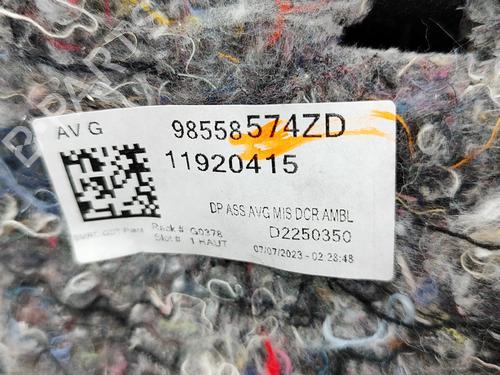 AV G
98558574ZD
11920415
DP ASS AVG MIS DCR AMBL
D2250350
Rack # G0378
Slot # 1 HAUT
07/07/2023 - 02:28:48